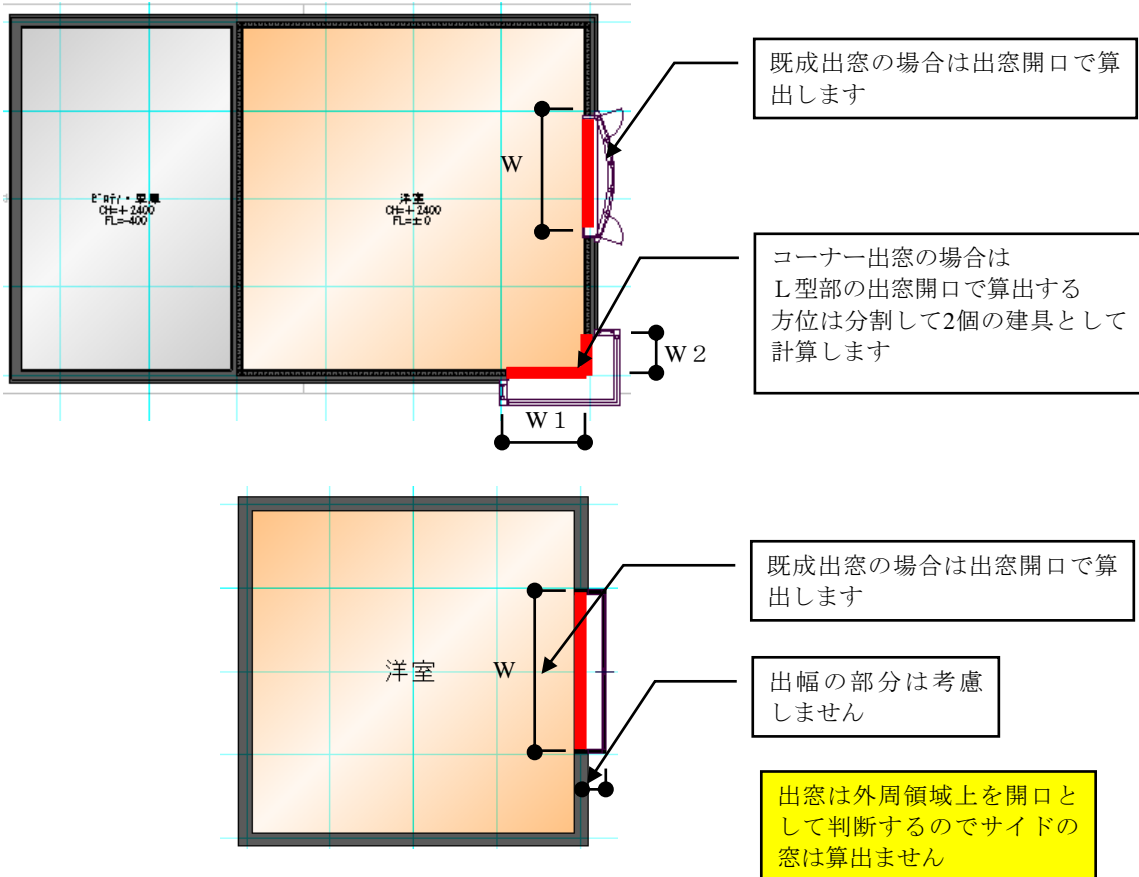 既成出窓の場合は出窓開口で算
出します
W
洋室
CH=+2400
FL=±0
CH=+2400
FL=-400
コーナー出窓の場合は
Ｌ型部の出窓開口で算出する
方位は分割して2個の建具として
計算します
Ｗ２
Ｗ１
既成出窓の場合は出窓開口で算
出します
洋室
W
出幅の部分は考慮
しません
出窓は外周領域上を開口と
して判断するのでサイドの
窓は算出ません